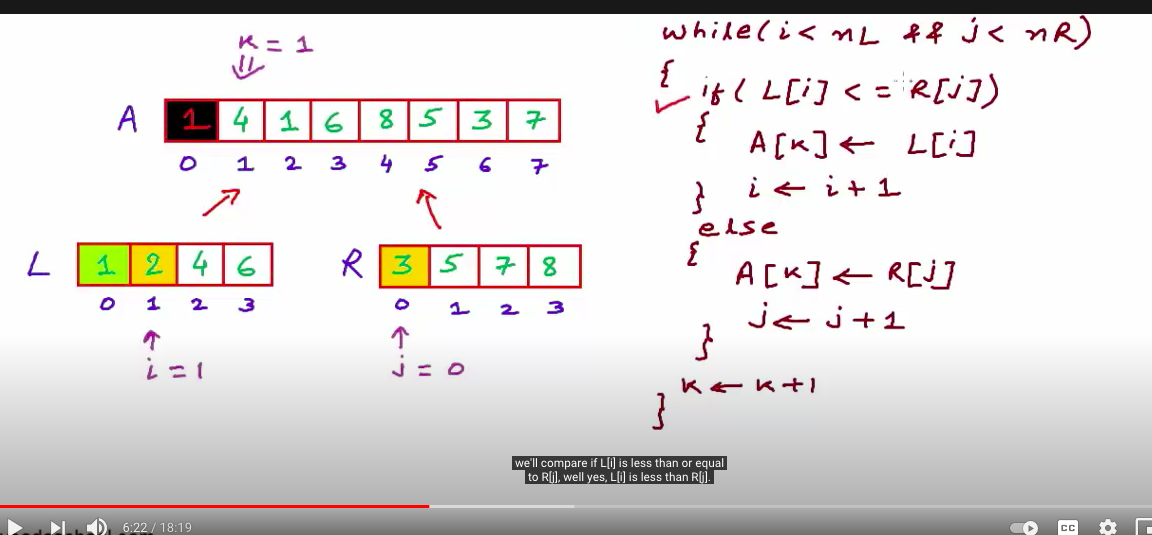 k = 1
A 1 4 1 6 8 5 3 7
0 1 2 3 4 5 6 7
L 1 2 4 6
0 1 2 3
i = 1
R 3 5 7 8
0 1 2 3
j = 0
while(i < nL && j < nR)
{
if( L[i] <= R[j])
{
A[k] ← L[i]
i ← i + 1
}
else
{
A[k] ← R[j]
j ← j + 1
}
k ← k + 1
}
we'll compare if L[i] is less than or equal
to R[j], well yes, L[i] is less than R[j].
6:22 / 18:19
CC